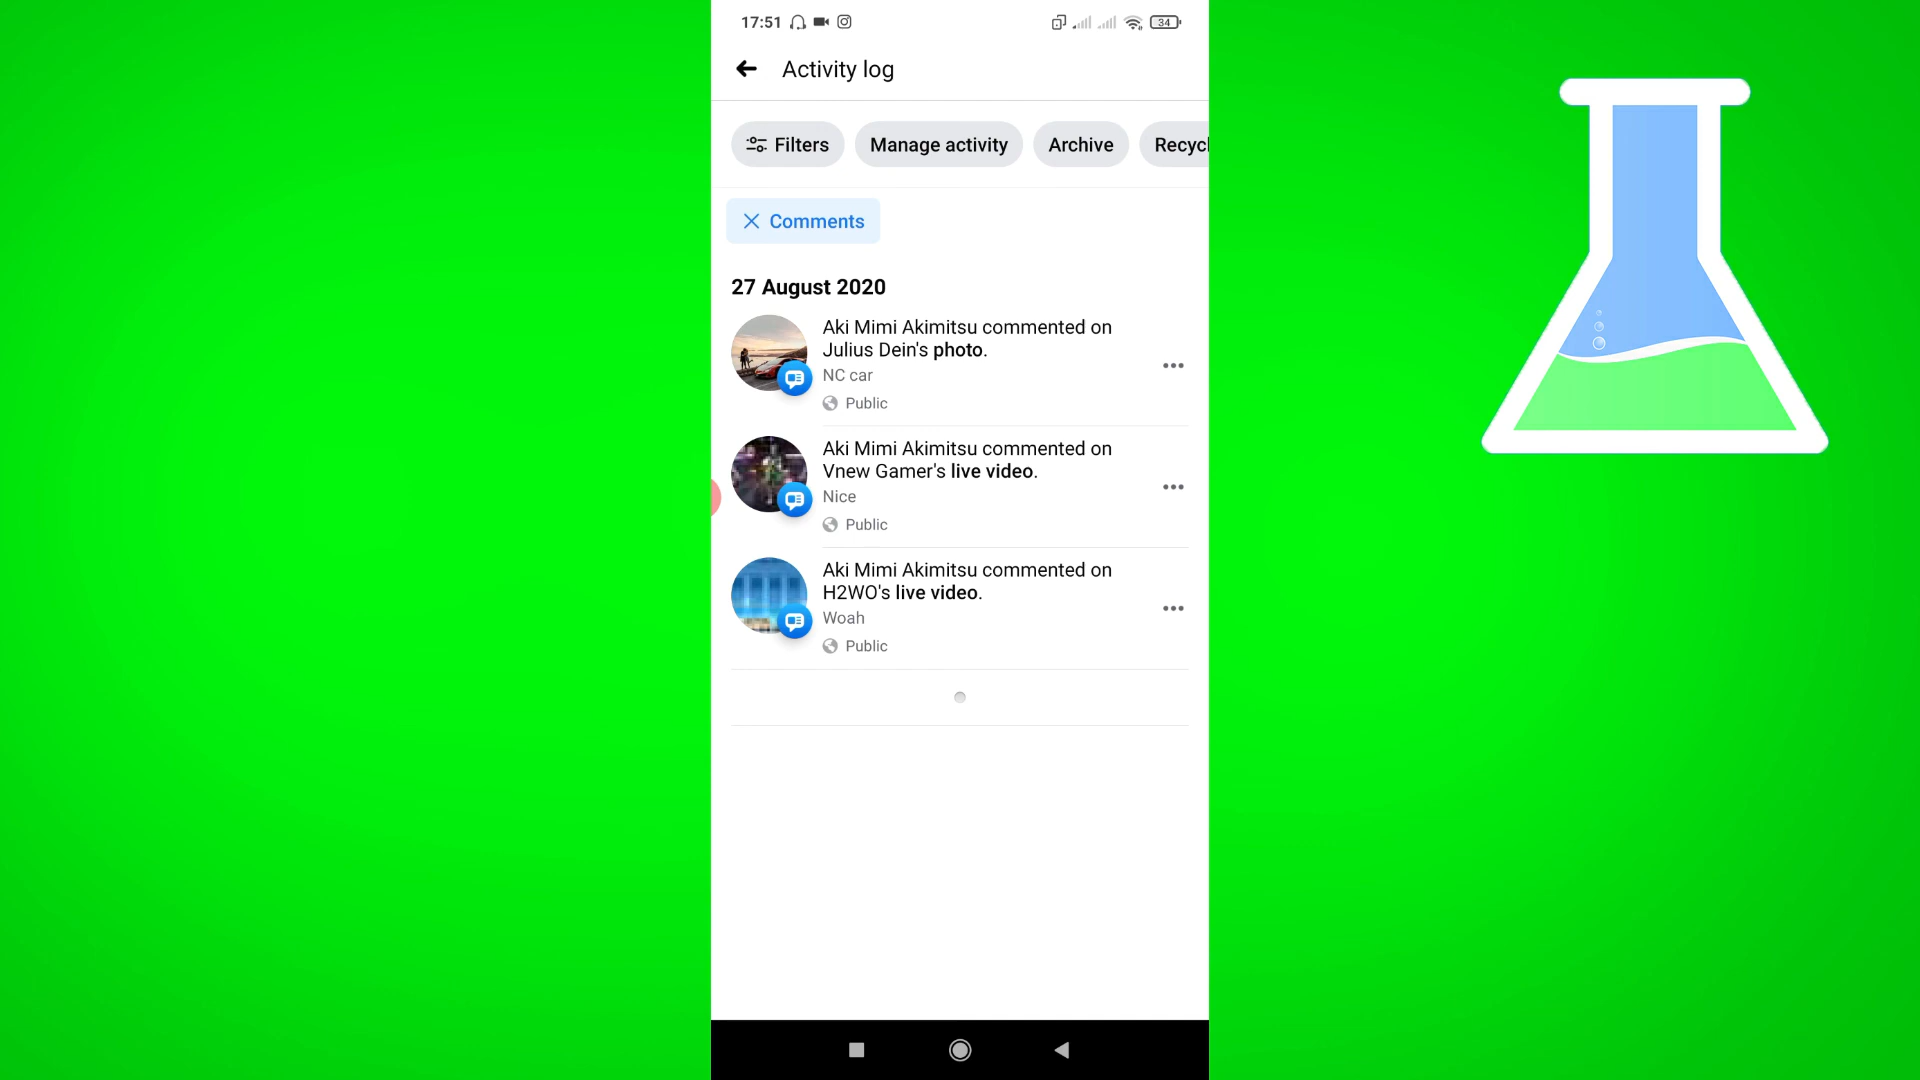 17:51
34
Activity log
Filters
Manage activity
Archive
Recycl
Comments
27 August 2020
Aki Mimi Akimitsu commented on
Julius Dein's photo.
NC car
Public
Aki Mimi Akimitsu commented on
Vnew Gamer's live video.
Nice
Public
Aki Mimi Akimitsu commented on
H2WO's live video.
Woah
Public